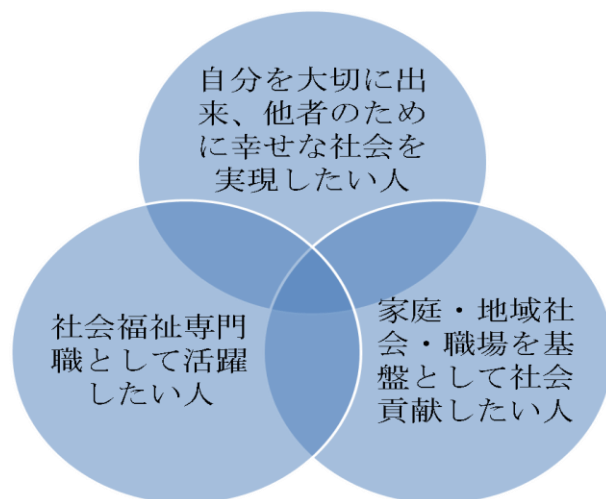 自分を大切に出
来、他者のため
に幸せな社会を
実現したい人
社会福祉専門
職として活躍
したい人
家庭・地域社
会・職場を基
盤として社会
貢献したい人